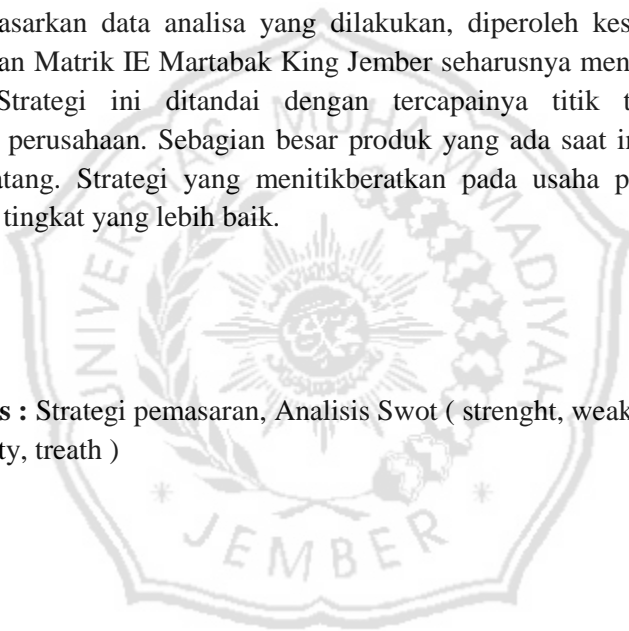 asarkan data analisa yang dilakukan, diperoleh kes
an Matrik IE Martabak King Jember seharusnya men
Strategi ini ditandai dengan tercapainya titik t
perusahaan. Sebagian besar produk yang ada saat in
atang. Strategi yang menitikberatkan pada usaha p
tingkat yang lebih baik.
s : Strategi pemasaran, Analisis Swot ( strenght, weak
ty, treath )
UNIVERSITAS MUHAMMADIYAH
JEMBER